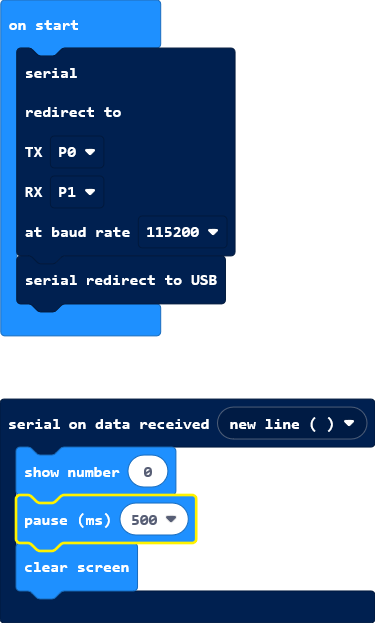 on start
serial
redirect to
TX P0
RX P1
at baud rate 115200
serial redirect to USB
serial on data received new line ( )
show number 0
pause (ms) 500
clear screen